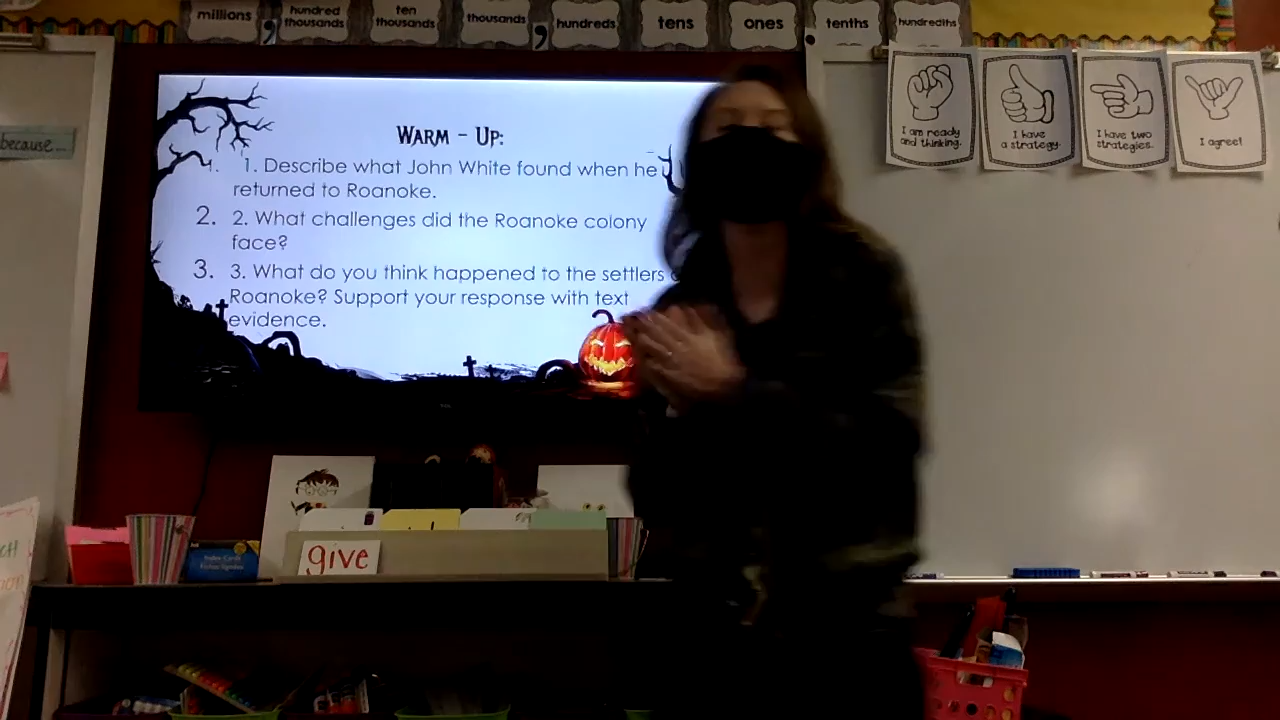 millions
hundred
thousands
ten
thousands
thousands
hundreds
tens
ones
tenths
hundredths
because...
WARM - UP:
1. 1. Describe what John White found when he
returned to Roanoke.
2. 2. What challenges did the Roanoke colony
face?
3. 3. What do you think happened to the settlers
Roanoke? Support your response with text
evidence.
I am ready
and thinking.
I have
a strategy.
I have two
strategies.
I agree!
give
Index Cards